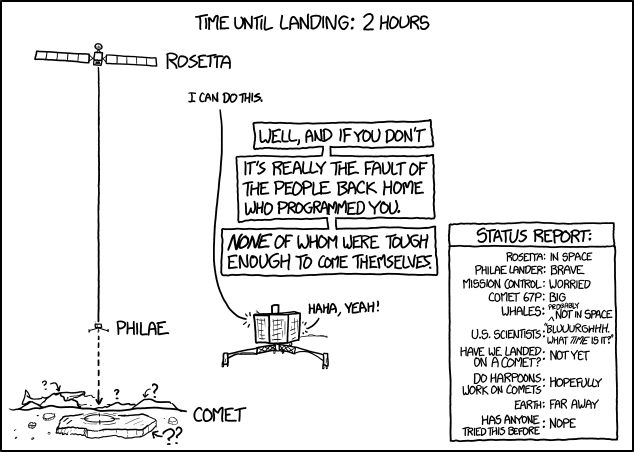 TIME UNTIL LANDING: 2 HOURS
ROSETTA
I CAN DO THIS.
WELL, AND IF YOU DON'T
IT'S REALLY THE FAULT OF
THE PEOPLE BACK HOME
WHO PROGRAMMED YOU.
NONE OF WHOM WERE TOUGH
ENOUGH TO COME THEMSELVES.
HAHA, YEAH!
PHILAE
? ? ?
COMET
??
STATUS REPORT:
ROSETTA: IN SPACE
PHILAE LANDER: BRAVE
MISSION CONTROL: WORRIED
COMET 67P: BIG
PROBABLY
WHALES: ^ NOT IN SPACE
U.S. SCIENTISTS: "BLUUURGHHH.
WHAT TIME IS IT?"
HAVE WE LANDED
ON A COMET?: NOT YET
DO HARPOONS
WORK ON COMETS: HOPEFULLY
EARTH: FAR AWAY
HAS ANYONE
TRIED THIS BEFORE: NOPE